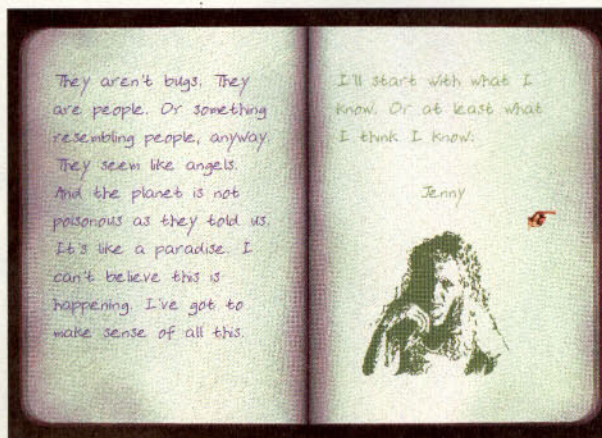 They aren't bugs. They
are people. Or something
resembling people, anyway.
They seem like angels.
And the planet is not
poisonous as they told us.
It's like a paradise. I
can't believe this is
happening. I've got to
make sense of all this.
I'll start with what I
know. Or at least what
I think I know.
Jenny